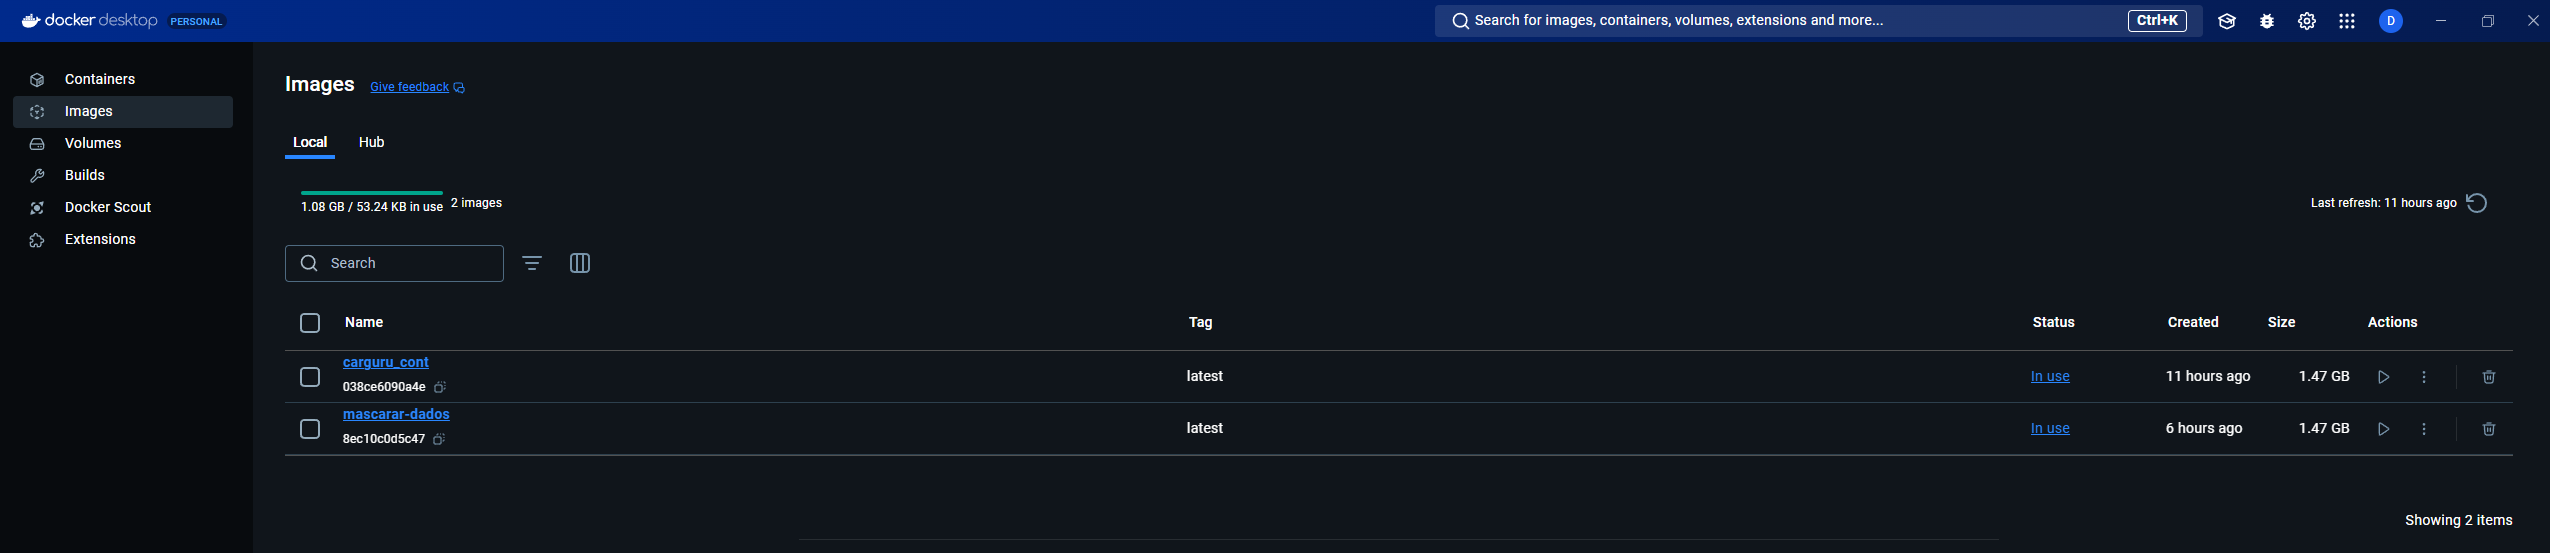 docker desktop PERSONAL
Search for images, containers, volumes, extensions and more... Ctrl+K
D
Containers
Images
Volumes
Builds
Docker Scout
Extensions
Images Give feedback
Local Hub
1.08 GB / 53.24 KB in use 2 images
Last refresh: 11 hours ago
Search
Name Tag Status Created Size Actions
carguru_cont
038ce6090a4e
latest In use 11 hours ago 1.47 GB
mascarar-dados
8ec10c0d5c47
latest In use 6 hours ago 1.47 GB
Showing 2 items